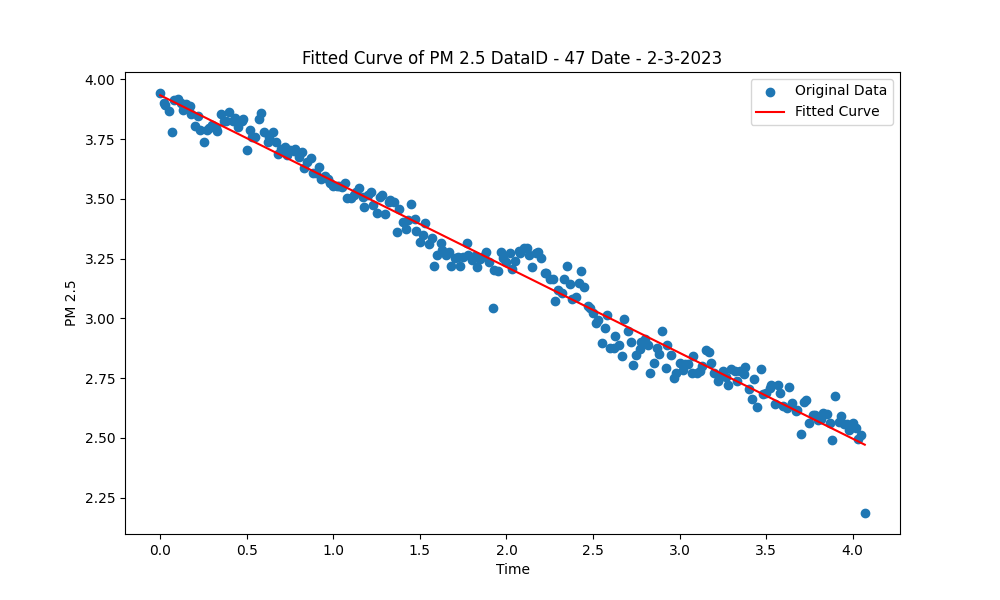 Fitted Curve of PM 2.5 DataID - 47 Date - 2-3-2023
Original Data
Fitted Curve
4.00
3.75
3.50
3.25
3.00
2.75
2.50
2.25
PM 2.5
0.0 0.5 1.0 1.5 2.0 2.5 3.0 3.5 4.0
Time